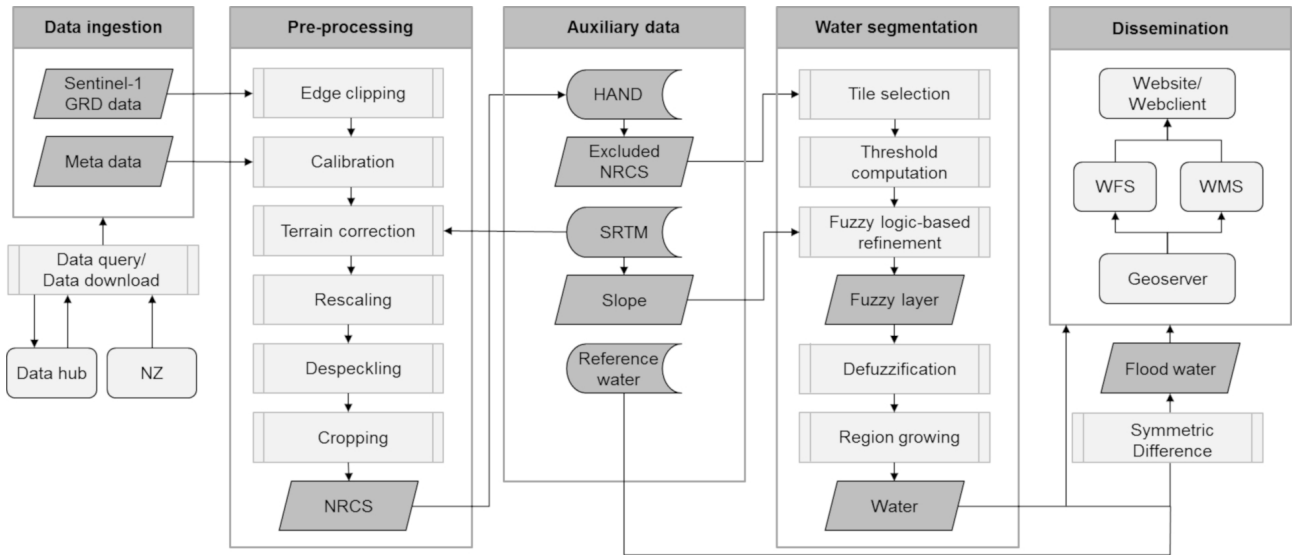 Data ingestion
Sentinel-1
GRD data
Meta data
Data query/
Data download
Data hub
NZ
Pre-processing
Edge clipping
Calibration
Terrain correction
Rescaling
Despeckling
Cropping
NRCS
Auxiliary data
HAND
Excluded
NRCS
SRTM
Slope
Reference
water
Water segmentation
Tile selection
Threshold
computation
Fuzzy logic-based
refinement
Fuzzy layer
Defuzzification
Region growing
Water
Dissemination
Website/
Webclient
WFS
WMS
Geoserver
Flood water
Symmetric
Difference